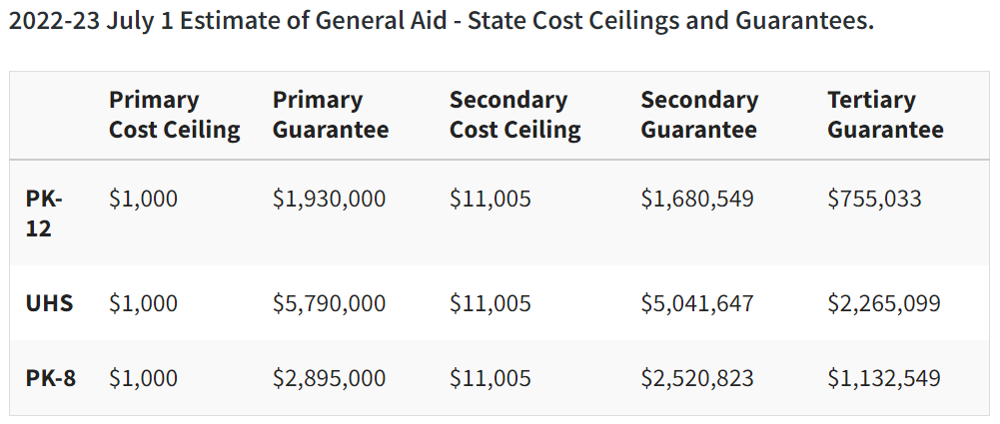 2022-23 July 1 Estimate of General Aid - State Cost Ceilings and Guarantees.
Primary Cost Ceiling Primary Guarantee Secondary Cost Ceiling Secondary Guarantee Tertiary Guarantee
PK-12 $1,000 $1,930,000 $11,005 $1,680,549 $755,033
UHS $1,000 $5,790,000 $11,005 $5,041,647 $2,265,099
PK-8 $1,000 $2,895,000 $11,005 $2,520,823 $1,132,549